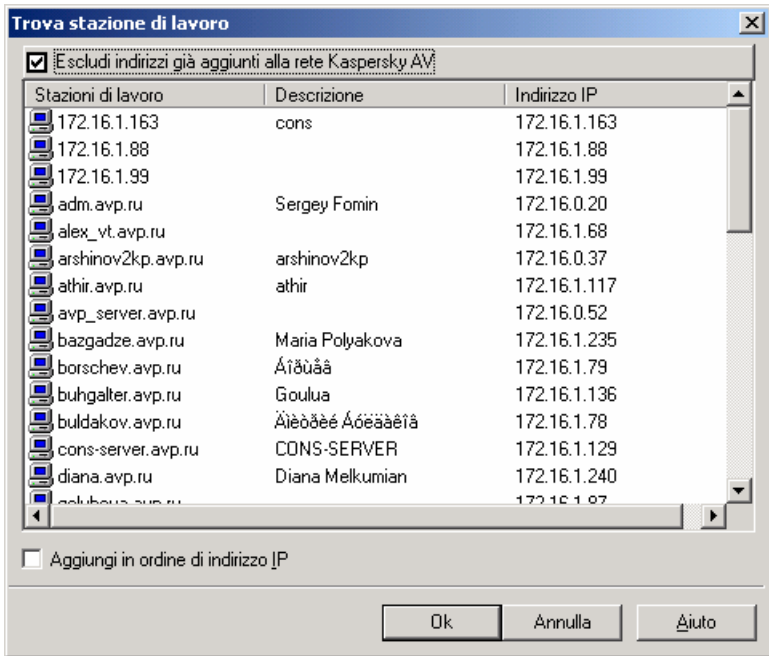 Trova stazione di lavoro
Escludi indirizzi già aggiunti alla rete Kaspersky AV
Stazioni di lavoro Descrizione Indirizzo IP
172.16.1.163 cons 172.16.1.163
172.16.1.88 172.16.1.88
172.16.1.99 172.16.1.99
adm.avp.ru Sergey Fomin 172.16.0.20
alex_vt.avp.ru 172.16.1.68
arshinov2kp.avp.ru arshinov2kp 172.16.0.37
athir.avp.ru athir 172.16.1.117
avp_server.avp.ru 172.16.0.52
bazgadze.avp.ru Maria Polyakova 172.16.1.235
borschev.avp.ru Áîðùåâ 172.16.1.79
buhgalter.avp.ru Goulua 172.16.1.136
buldakov.avp.ru Äìèòðèé Áóëäàêîâ 172.16.1.78
cons-server.avp.ru CONS-SERVER 172.16.1.129
diana.avp.ru Diana Melkumian 172.16.1.240
Aggiungi in ordine di indirizzo IP
Ok Annulla Aiuto